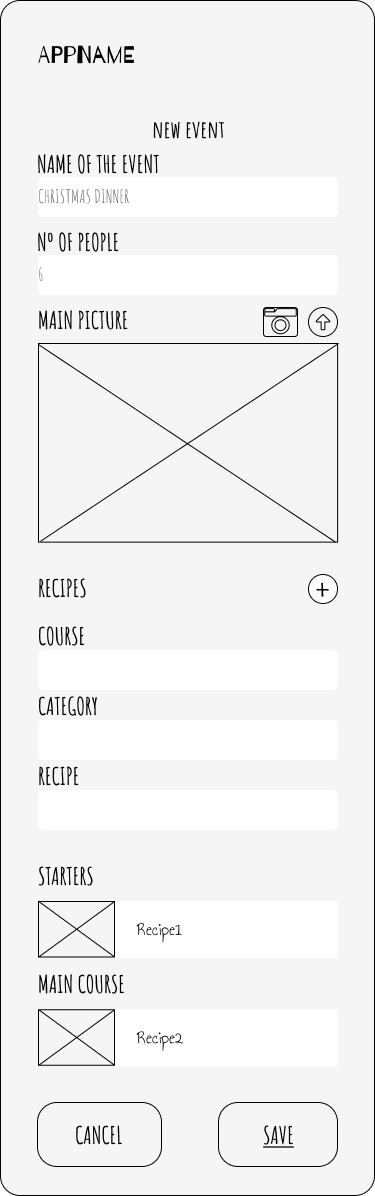 APPNAME
NEW EVENT
NAME OF THE EVENT
CHRISTMAS DINNER
Nº OF PEOPLE
6
MAIN PICTURE
RECIPES
COURSE
CATEGORY
RECIPE
STARTERS
Recipe1
MAIN COURSE
Recipe2
CANCEL
SAVE